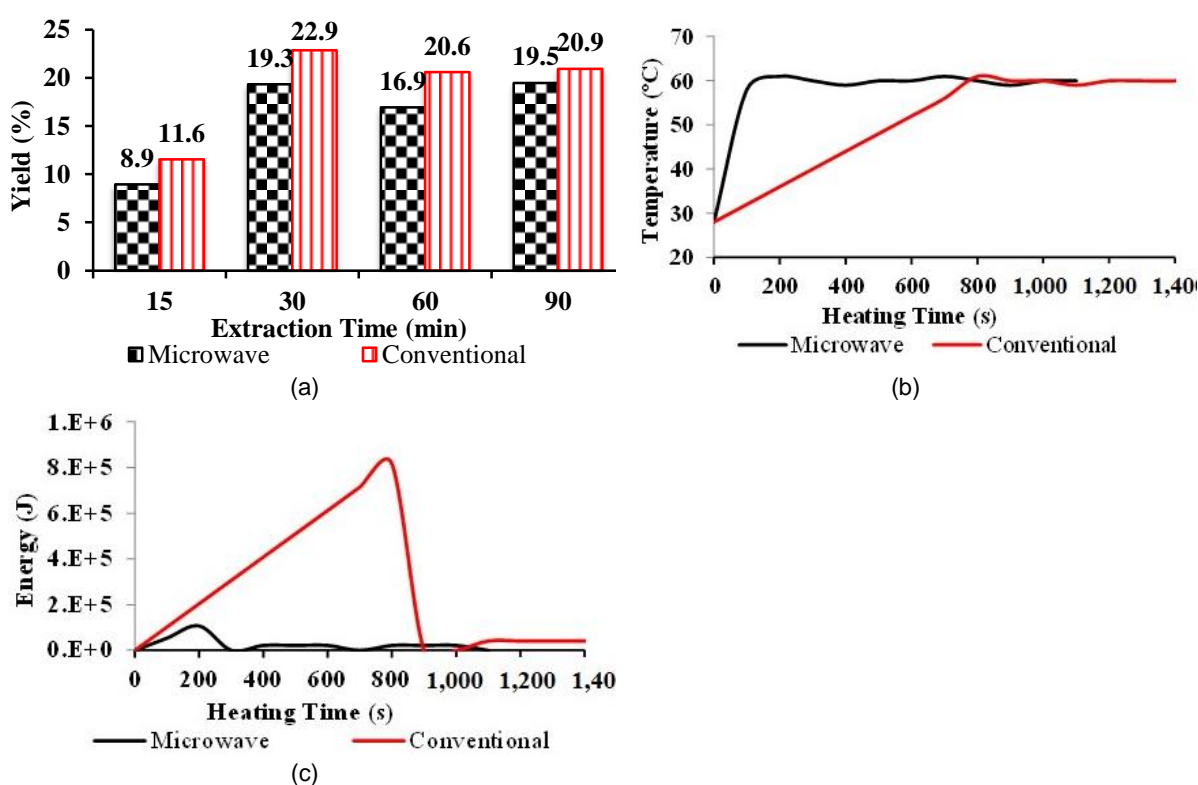 25
20
15
10
5
0
Yield (%)
8.9
11.6
19.3
22.9
16.9
20.6
19.5
20.9
15 30 60 90
Extraction Time (min)
Microwave Conventional
(a)
70
60
50
40
30
20
Temperature (°C)
0 200 400 600 800 1,000 1,200 1,40
Heating Time (s)
Microwave Conventional
(b)
1.E+6
8.E+5
6.E+5
4.E+5
2.E+5
0.E+0
Energy (J)
0 200 400 600 800 1,000 1,200 1,40
Heating Time (s)
Microwave Conventional
(c)